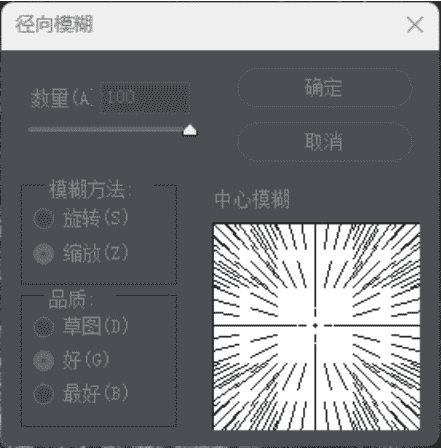 径向模糊
数量(A) 100
确定
取消
模糊方法:
旋转(S)
缩放(Z)
中心模糊
品质:
草图(D)
好(G)
最好(B)